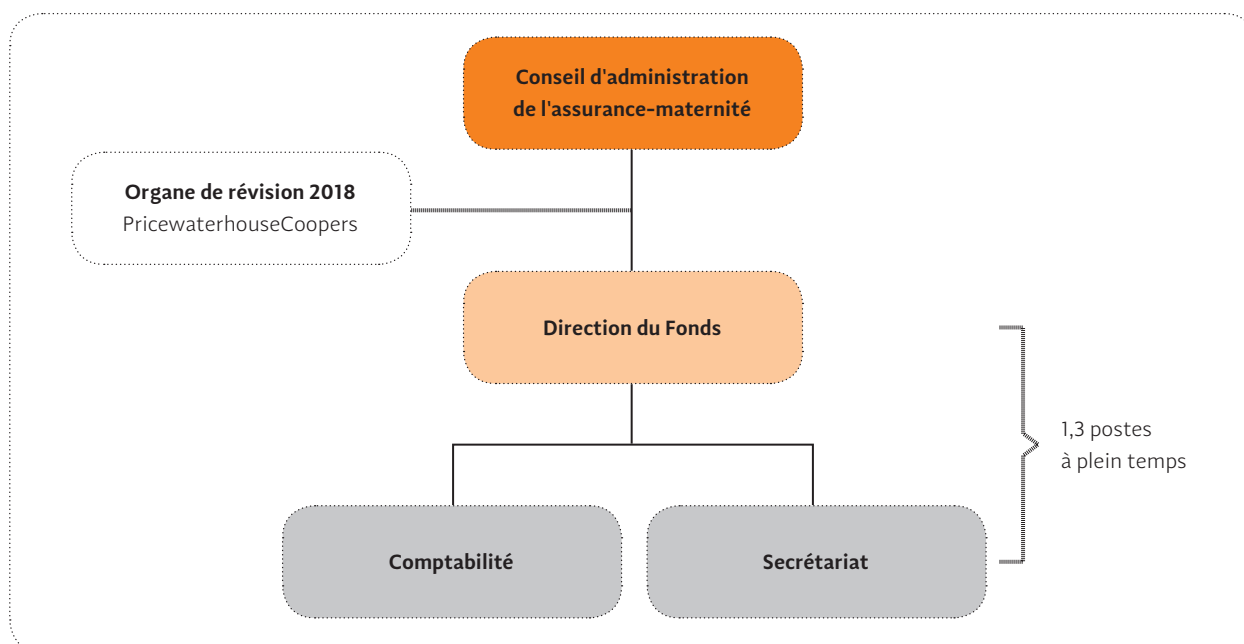 Conseil d'administration
de l'assurance-maternité
Organe de révision 2018
PricewaterhouseCoopers
Direction du Fonds
1,3 postes
à plein temps
Comptabilité
Secrétariat